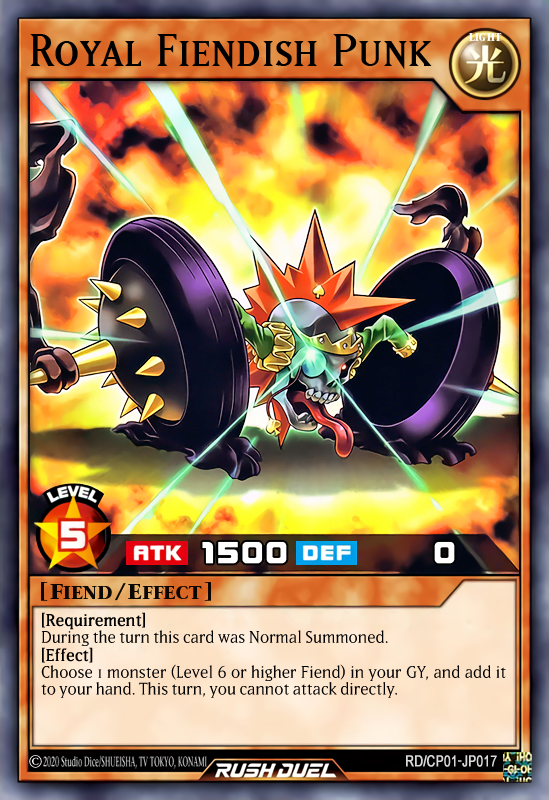 ROYAL FIENDISH PUNK
LIGHT
光
LEVEL
5
ATK 1500 DEF 0
[FIEND/EFFECT]
[Requirement]
During the turn this card was Normal Summoned.
[Effect]
Choose 1 monster (Level 6 or higher Fiend) in your GY, and add it
to your hand. This turn, you cannot attack directly.
©2020 Studio Dice/SHUEISHA, TV TOKYO, KONAMI
RUSH DUEL
RD/CP01-JP017